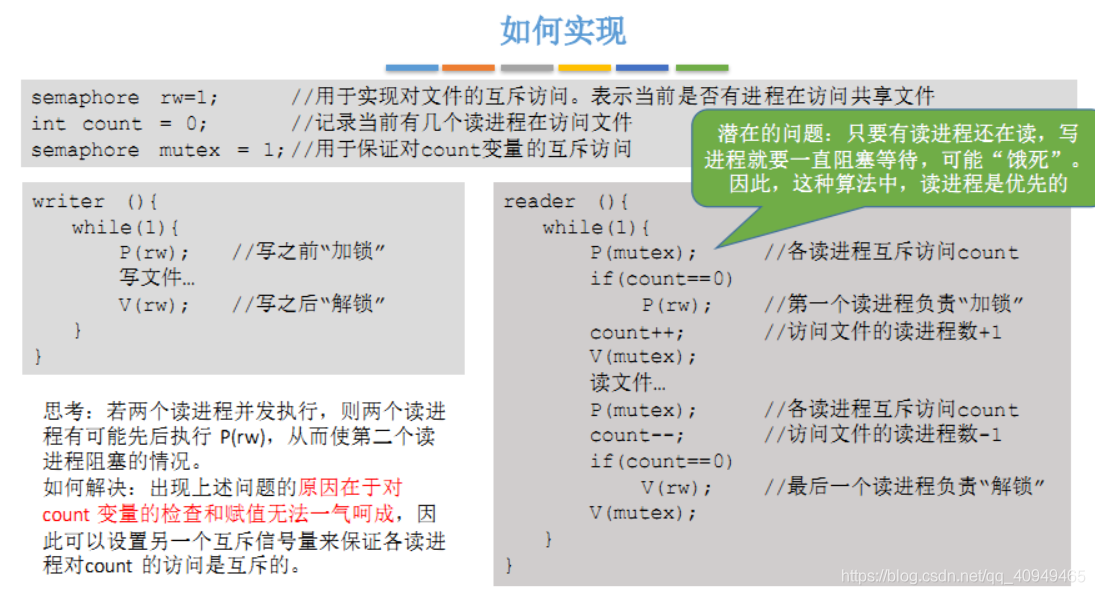 如何实现
semaphore rw=1; //用于实现对文件的互斥访问。表示当前是否有进程在访问共享文件
int count = 0; //记录当前有几个读进程在访问文件
semaphore mutex = 1; //用于保证对count变量的互斥访问
潜在的问题：只要有读进程还在读，写
进程就要一直阻塞等待，可能“饿死”。
因此，这种算法中，读进程是优先的
writer (){
while(1){
P(rw); //写之前“加锁”
写文件…
V(rw); //写之后“解锁”
}
}
思考：若两个读进程并发执行，则两个读进
程有可能先后执行 P(rw)，从而使第二个读
进程阻塞的情况。
如何解决：出现上述问题的原因在于对
count 变量的检查和赋值无法一气呵成，因
此可以设置另一个互斥信号量来保证各读进
程对count 的访问是互斥的。
reader (){
while(1){
P(mutex); //各读进程互斥访问count
if(count==0)
P(rw); //第一个读进程负责“加锁”
count++; //访问文件的读进程数+1
V(mutex);
读文件…
P(mutex); //各读进程互斥访问count
count--; //访问文件的读进程数-1
if(count==0)
V(rw); //最后一个读进程负责“解锁”
V(mutex);
}
}
https://blog.csdn.net/qq_40949465